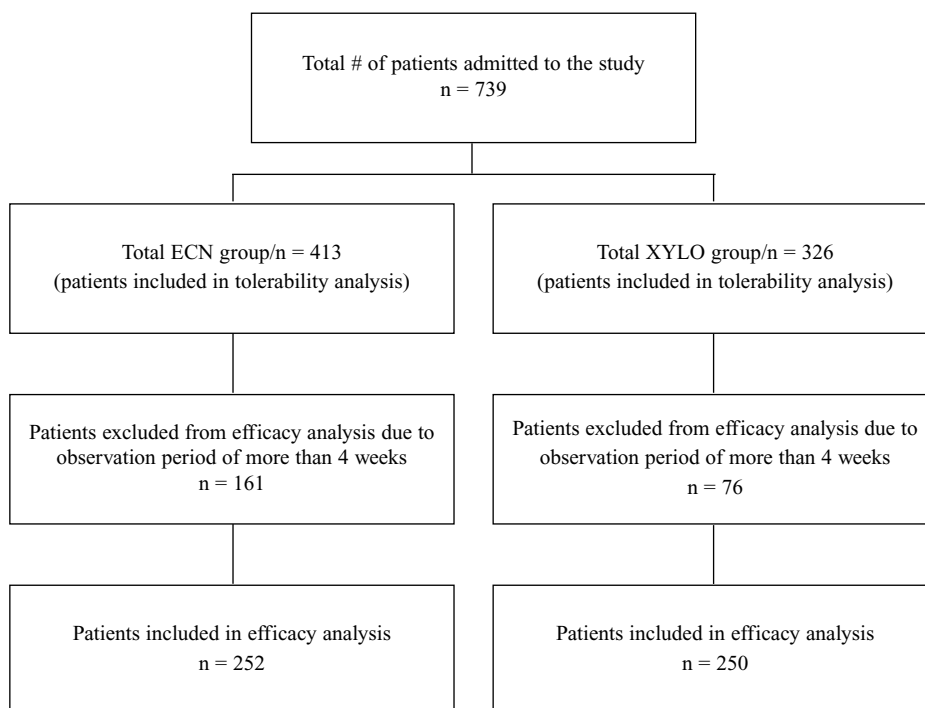 Total # of patients admitted to the study
n = 739
Total ECN group/n = 413
(patients included in tolerability analysis)
Total XYLO group/n = 326
(patients included in tolerability analysis)
Patients excluded from efficacy analysis due to
observation period of more than 4 weeks
n = 161
Patients excluded from efficacy analysis due to
observation period of more than 4 weeks
n = 76
Patients included in efficacy analysis
n = 252
Patients included in efficacy analysis
n = 250